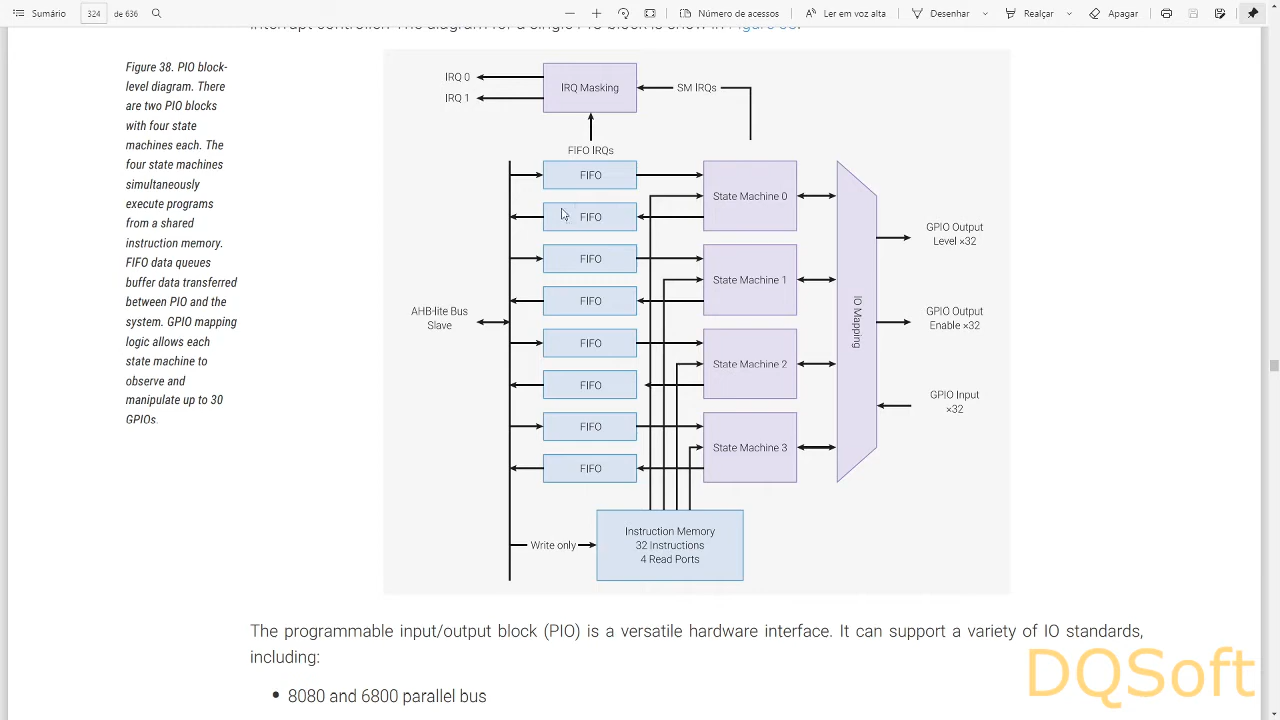 Sumário
324
de 636
Número de acessos
Ler em voz alta
Desenhar
Realçar
Apagar
Figure 38. PIO block-
level diagram. There
are two PIO blocks
with four state
machines each. The
four state machines
simultaneously
execute programs
from a shared
instruction memory.
FIFO data queues
buffer data transferred
between PIO and the
system. GPIO mapping
logic allows each
state machine to
observe and
manipulate up to 30
GPIOs.
IRQ 0
IRQ 1
IRQ Masking
SM IRQs
FIFO IRQs
FIFO
FIFO
FIFO
FIFO
FIFO
FIFO
FIFO
FIFO
State Machine 0
State Machine 1
State Machine 2
State Machine 3
IO Mapping
GPIO Output
Level ×32
GPIO Output
Enable ×32
GPIO Input
×32
AHB-lite Bus
Slave
Write only
Instruction Memory
32 Instructions
4 Read Ports
The programmable input/output block (PIO) is a versatile hardware interface. It can support a variety of IO standards,
including:
• 8080 and 6800 parallel bus
DQSoft